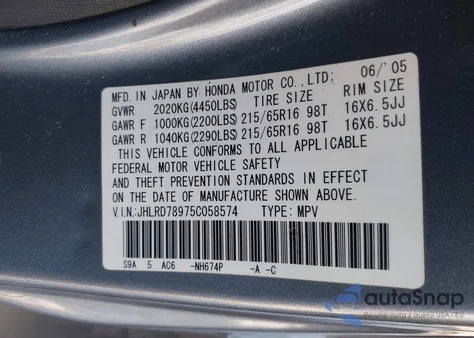 MFD. IN JAPAN BY HONDA MOTOR CO., LTD: 06/'05
GVWR 2020KG(4450LBS) TIRE SIZE RIM SIZE
GAWR F 1000KG(2200LBS) 215/65R16 98T 16X6.5JJ
GAWR R 1040KG(2290LBS) 215/65R16 98T 16X6.5JJ
THIS VEHICLE CONFORMS TO ALL APPLICABLE
FEDERAL MOTOR VEHICLE SAFETY
AND THEFT PREVENTION STANDARDS IN EFFECT
ON THE DATE OF MANUFACTURE SHOWN ABOVE.
V.I.N:JHLRD78975C058574 TYPE: MPV
S9A 5 AC6 -NH674P -A -C
autoSnap